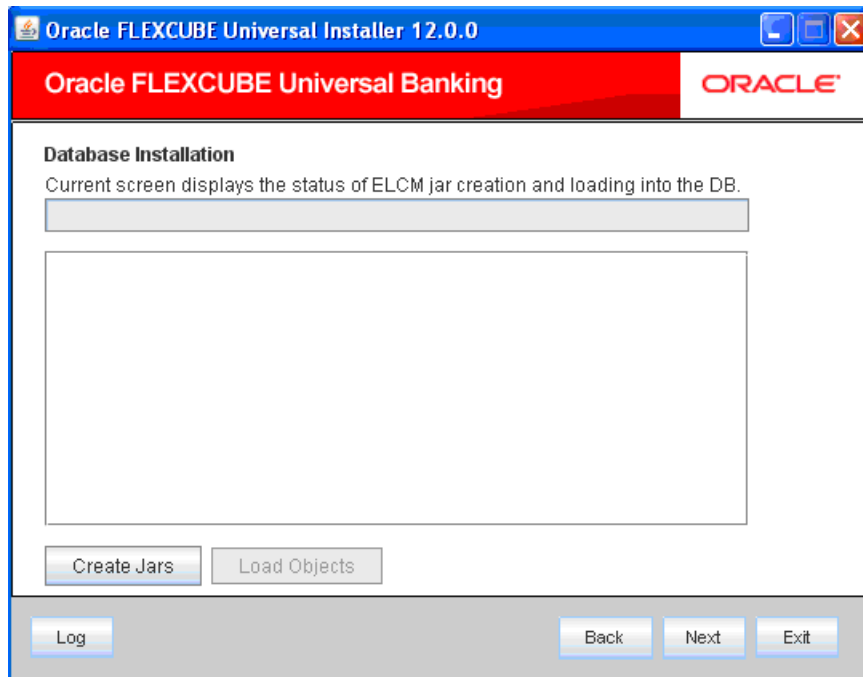 Oracle FLEXCUBE Universal Installer 12.0.0
Oracle FLEXCUBE Universal Banking
ORACLE
Database Installation
Current screen displays the status of ELCM jar creation and loading into the DB.
Create Jars
Load Objects
Log
Back
Next
Exit